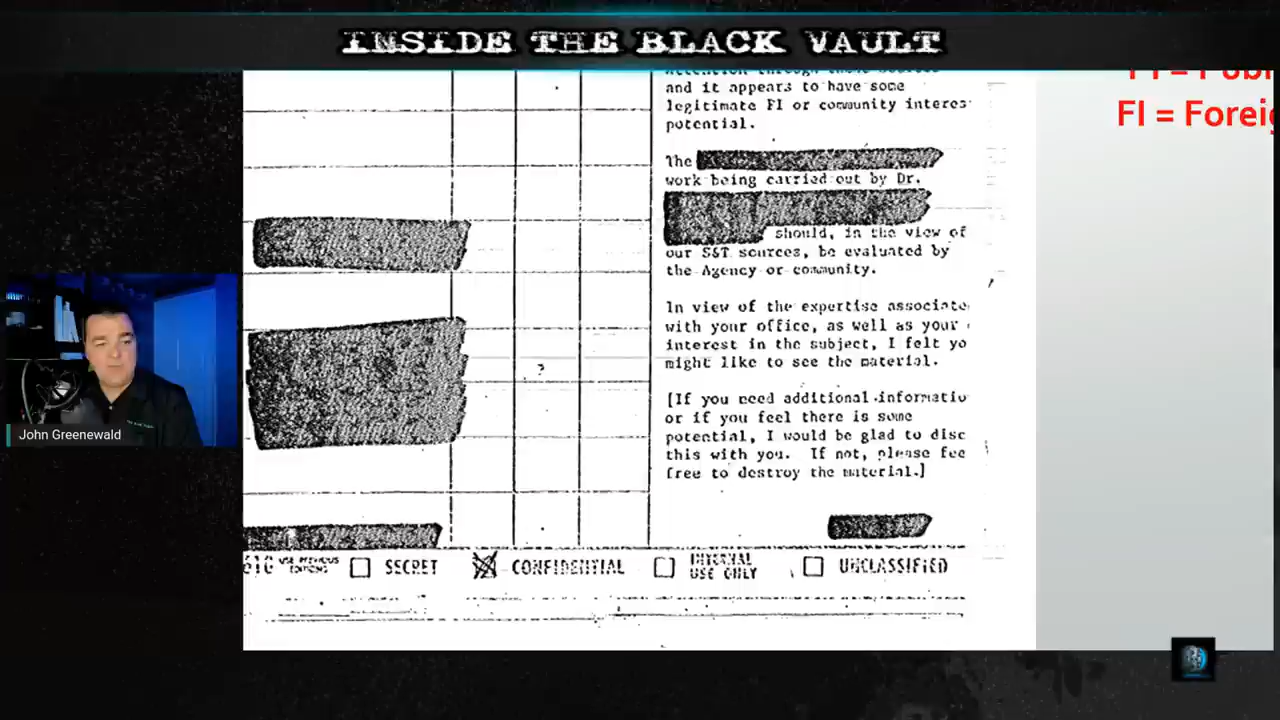 INSIDE THE BLACK VAULT
and it appears to have some
legitimate FI or community interes
potential.
The
work being carried out by Dr.
should, in the view of
our S&T sources, be evaluated by
the Agency or community.
In view of the expertise associate
with your office, as well as your
interest in the subject, I felt yo
might like to see the material.
[If you need additional informatio
or if you feel there is some
potential, I would be glad to disc
this with you. If not, please fee
free to destroy the material.]
610 USE PREVIOUS EDITIONS SECRET CONFIDENTIAL INTERNAL USE ONLY UNCLASSIFIED
FI = Foreig
John Greenewald